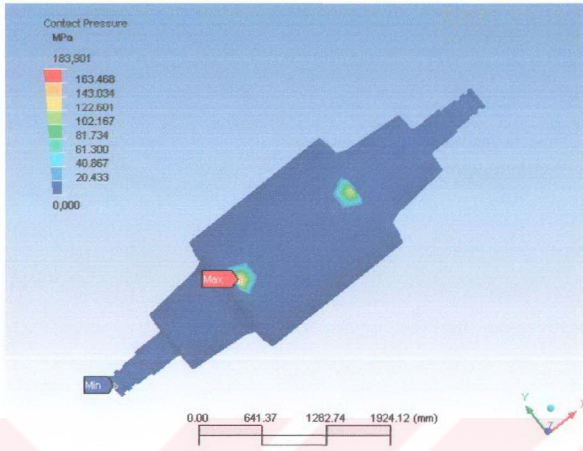 Contact Pressure
MPa
183,901
163.468
143.034
122.601
102.167
81.734
61.300
40.867
20.433
0,000
Max
Min
0.00 641.37 1282.74 1924.12 (mm)
Y X
Z